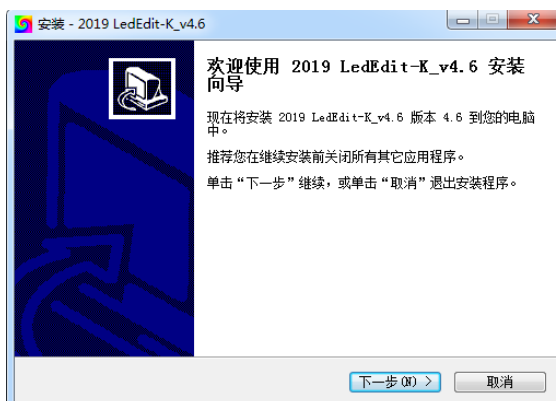 安装 - 2019 LedEdit-K_v4.6
欢迎使用 2019 LedEdit-K_v4.6 安装
向导
现在将安装 2019 LedEdit-K_v4.6 版本 4.6 到您的电脑
中。
推荐您在继续安装前关闭所有其它应用程序。
单击“下一步”继续，或单击“取消”退出安装程序。
下一步(N) >
取消